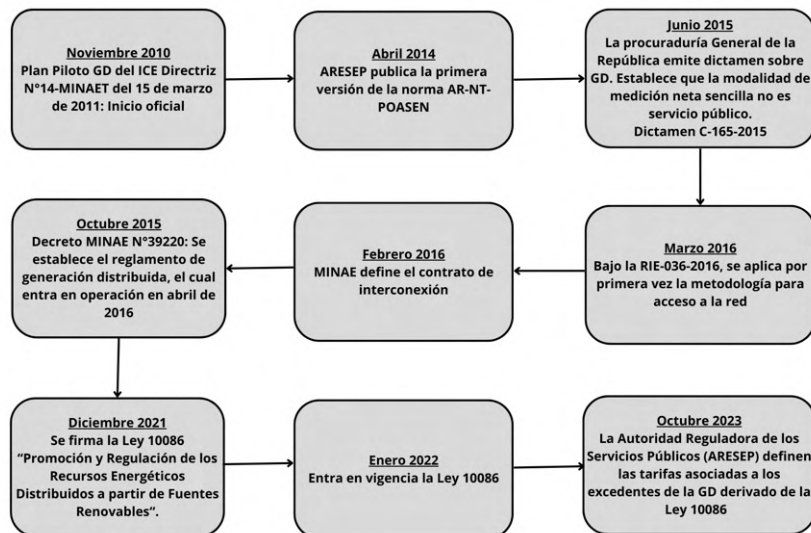 Noviembre 2010
Plan Piloto GD del ICE Directriz
N°14-MINAET del 15 de marzo
de 2011: Inicio oficial
Abril 2014
ARESEP publica la primera
versión de la norma AR-NT-
POASEN
Junio 2015
La procuraduría General de la
República emite dictamen sobre
GD. Establece que la modalidad de
medición neta sencilla no es
servicio público.
Dictamen C-165-2015
Octubre 2015
Decreto MINAE N°39220: Se
establece el reglamento de
generación distribuida, el cual
entra en operación en abril de
2016
Febrero 2016
MINAE define el contrato de
interconexión
Marzo 2016
Bajo la RIE-036-2016, se aplica por
primera vez la metodología para
acceso a la red
Diciembre 2021
Se firma la Ley 10086
“Promoción y Regulación de los
Recursos Energéticos
Distribuidos a partir de Fuentes
Renovables”.
Enero 2022
Entra en vigencia la Ley 10086
Octubre 2023
La Autoridad Reguladora de los
Servicios Públicos (ARESEP) definen
las tarifas asociadas a los
excedentes de la GD derivado de la
Ley 10086